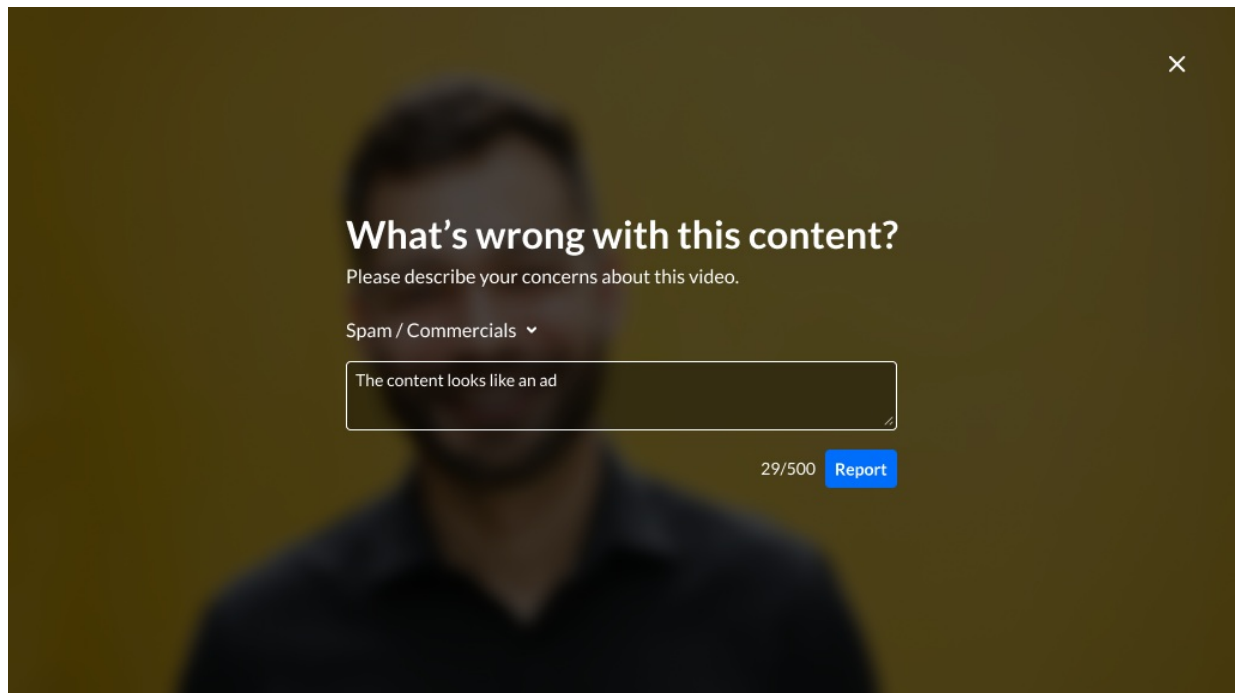 What’s wrong with this content?
Please describe your concerns about this video.
Spam / Commercials
The content looks like an ad
29/500 Report